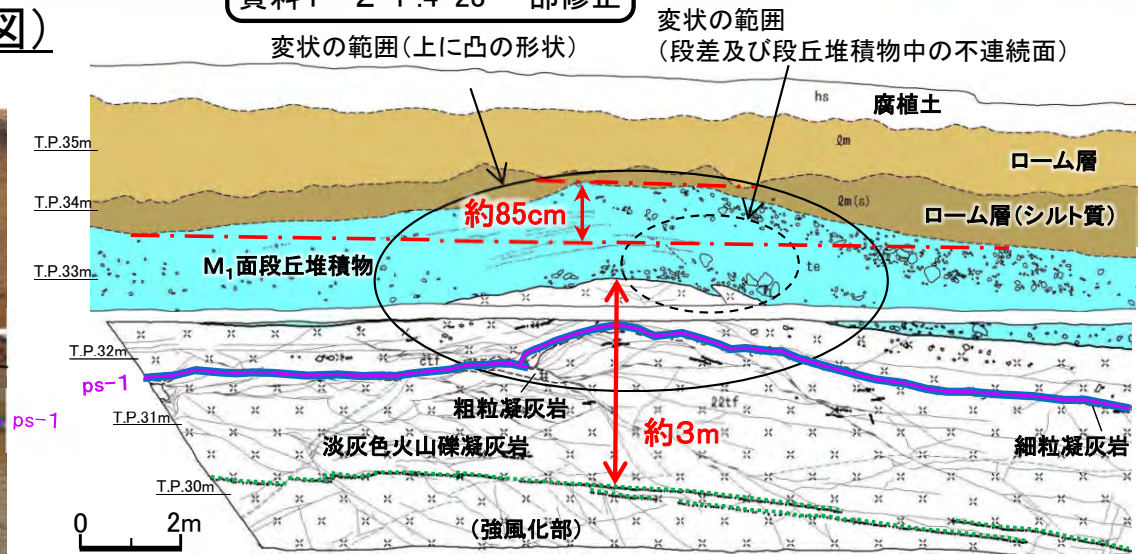 図)
変状の範囲(上に凸の形状)
変状の範囲
(段差及び段丘堆積物中の不連続面)
hs
腐植土
T.P.35m
ℓm
ローム層
T.P.34m
ℓm(s)
約85cm
ローム層(シルト質)
M₁面段丘堆積物
te
T.P.33m
T.P.32m
ctf
ps-1
ps-1
粗粒凝灰岩
ℓℓtf
T.P.31m
約3m
淡灰色火山礫凝灰岩
細粒凝灰岩
T.P.30m
0
2m
(強風化部)